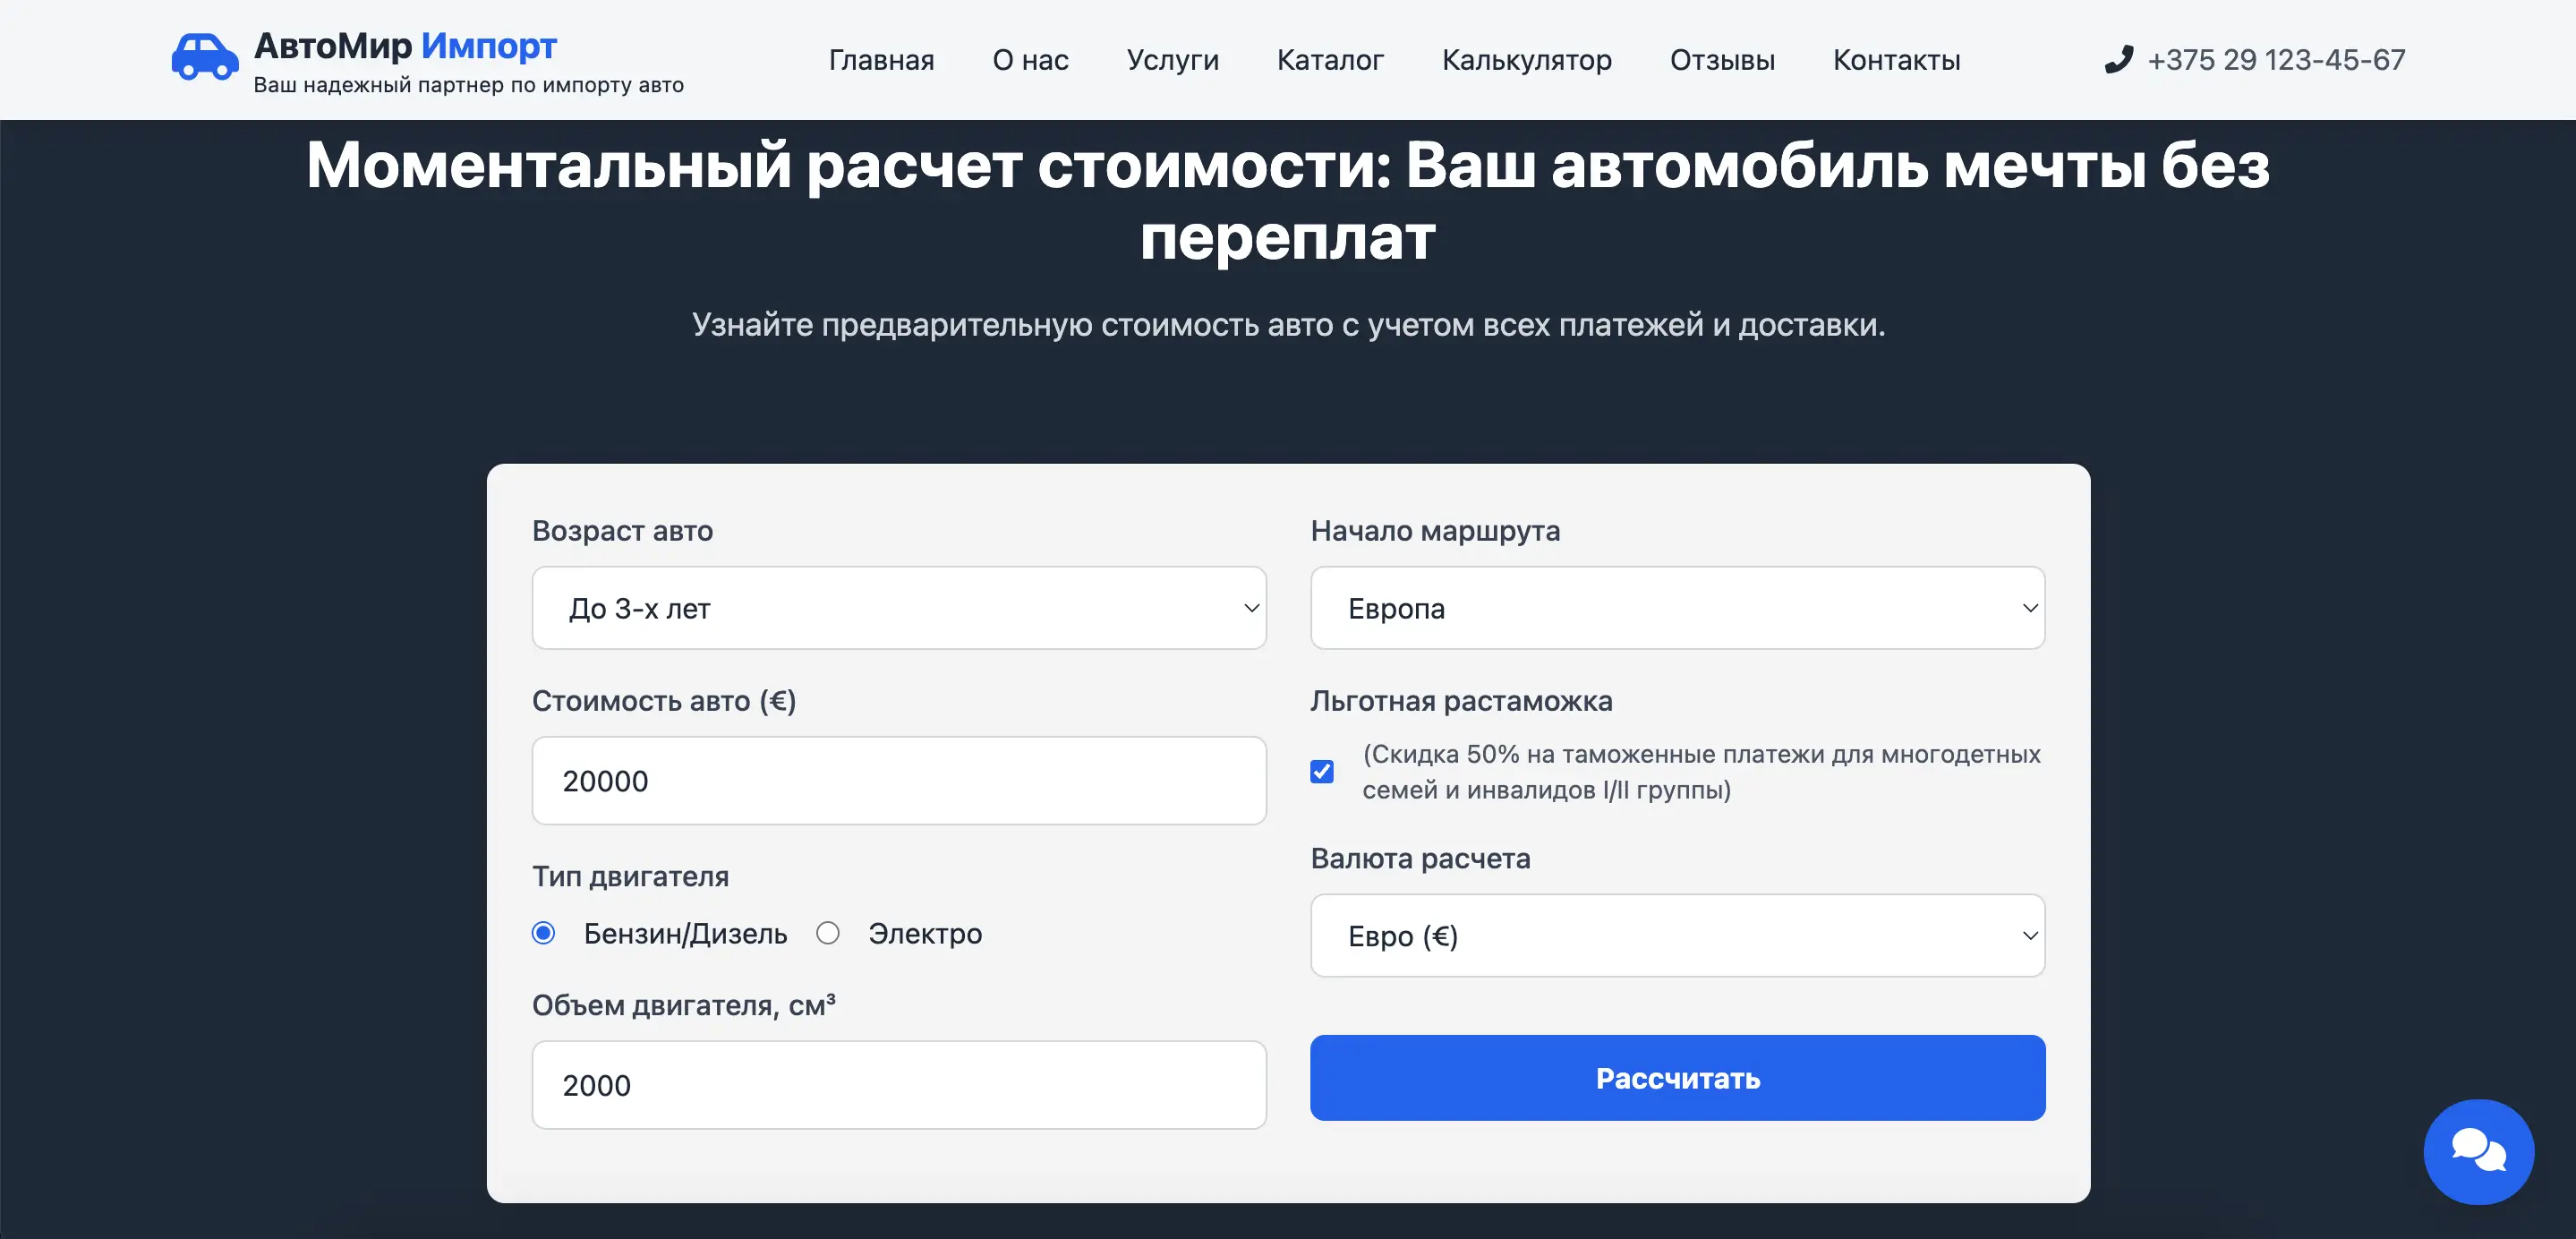 АвтоМир Импорт
Ваш надежный партнер по импорту авто
Главная
О нас
Услуги
Каталог
Калькулятор
Отзывы
Контакты
+375 29 123-45-67
Моментальный расчет стоимости: Ваш автомобиль мечты без
переплат
Узнайте предварительную стоимость авто с учетом всех платежей и доставки.
Возраст авто
До 3-х лет
Стоимость авто (€)
20000
Тип двигателя
Бензин/Дизель
Электро
Объем двигателя, см³
2000
Начало маршрута
Европа
Льготная растаможка
(Скидка 50% на таможенные платежи для многодетных
семей и инвалидов I/II группы)
Валюта расчета
Евро (€)
Рассчитать